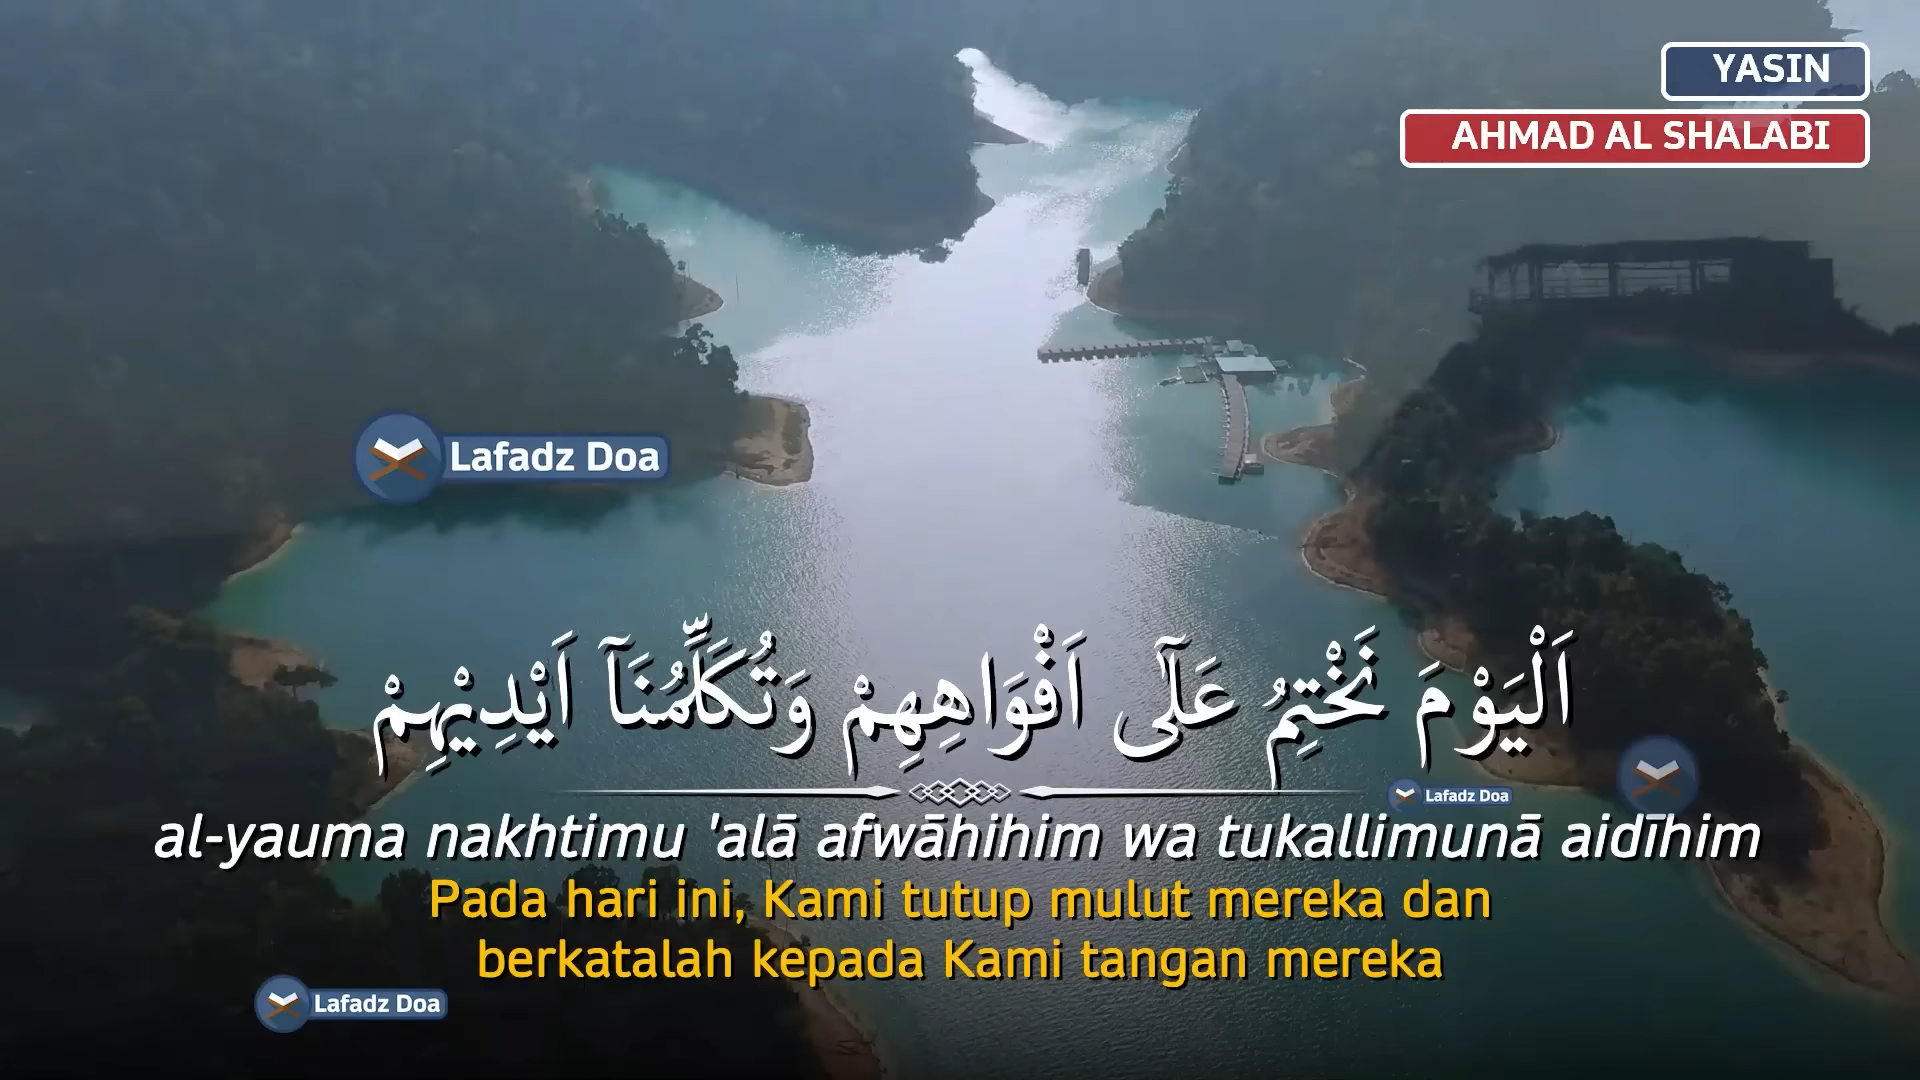 YASIN
AHMAD AL SHALABI
Lafadz Doa
اَلْيَوْمَ نَخْتِمُ عَلٰٓى اَفْوَاهِهِمْ وَتُكَلِّمُنَآ اَيْدِيْهِمْ
Lafadz Doa
al-yauma nakhtimu 'alā afwāhihim wa tukallimunā aidīhim
Pada hari ini, Kami tutup mulut mereka dan
berkatalah kepada Kami tangan mereka
Lafadz Doa